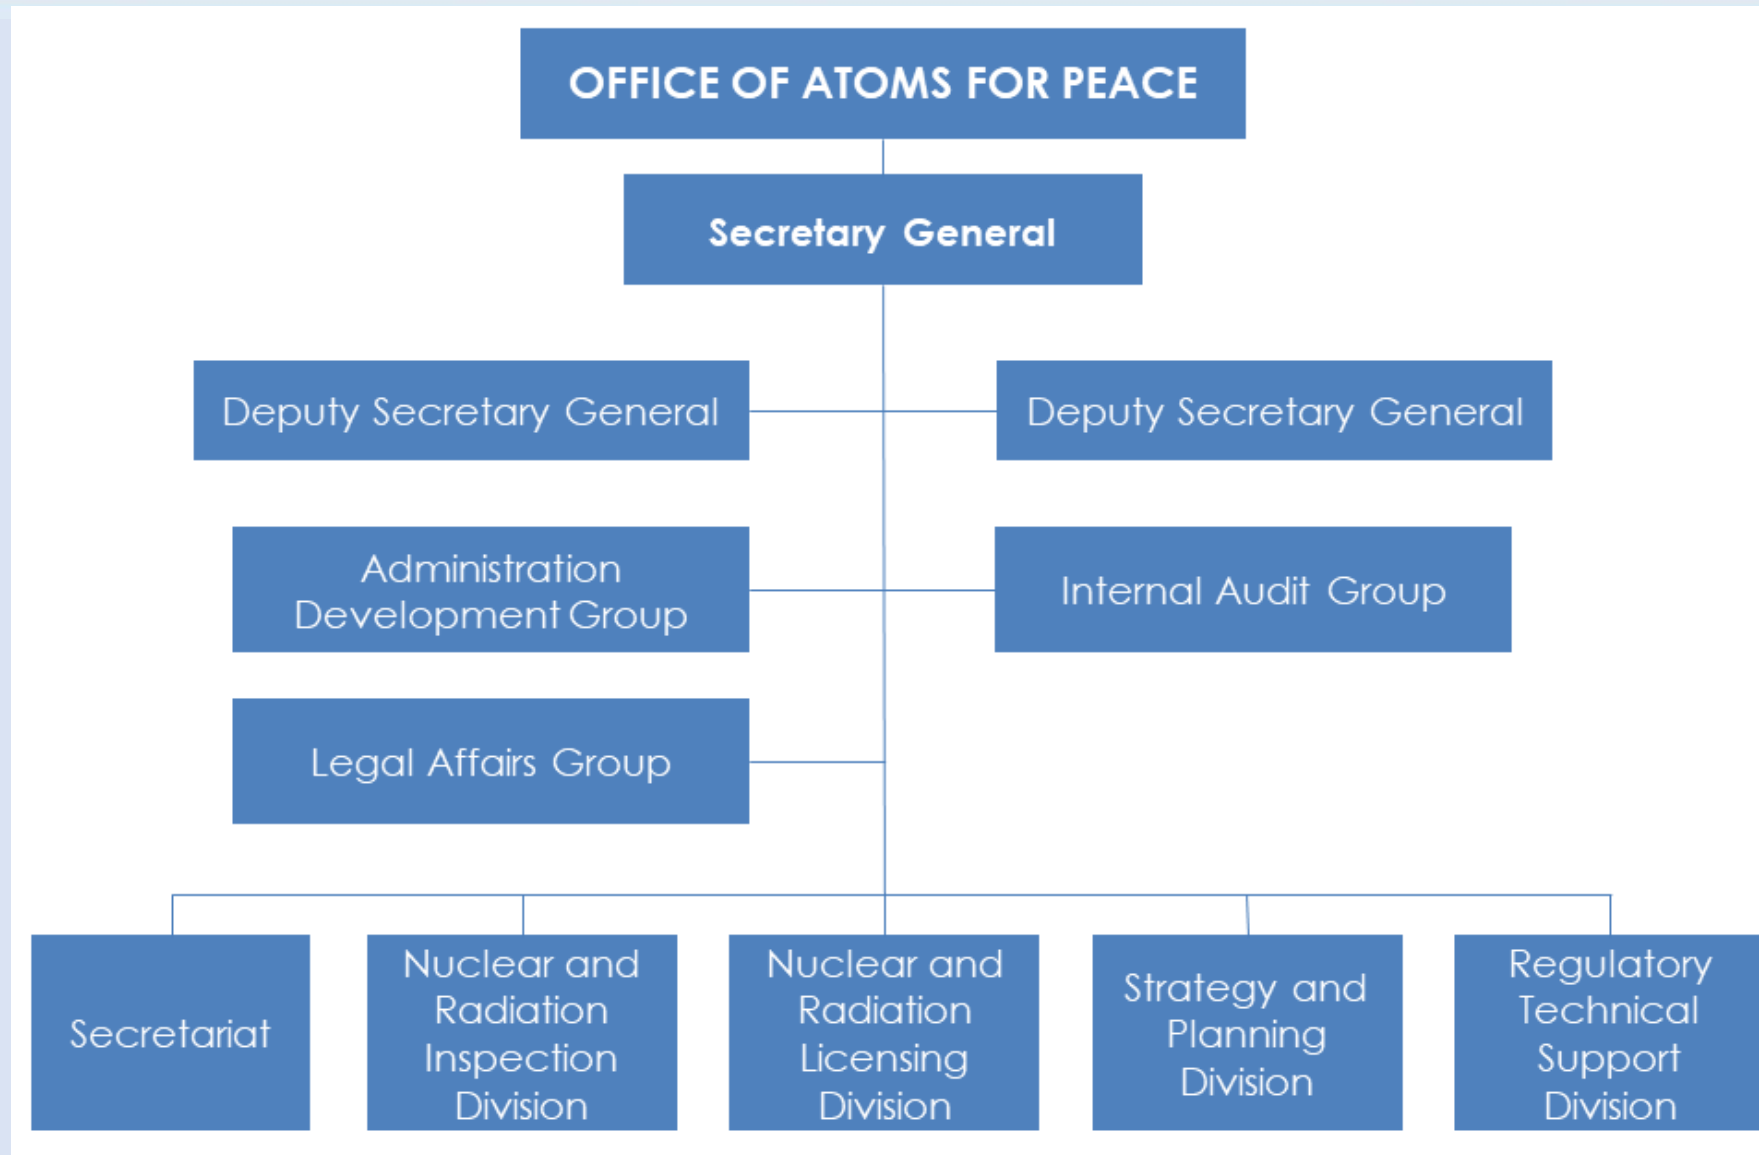 OFFICE OF ATOMS FOR PEACE
Secretary General
Deputy Secretary General
Deputy Secretary General
Administration
Development Group
Internal Audit Group
Legal Affairs Group
Secretariat
Nuclear and
Radiation
Inspection
Division
Nuclear and
Radiation
Licensing
Division
Strategy and
Planning
Division
Regulatory
Technical
Support
Division